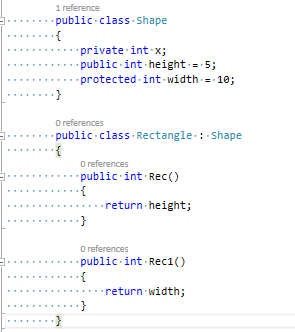 1 reference
public class Shape
{
private int x;
public int height = 5;
protected int width = 10;
}
0 references
public class Rectangle : Shape
{
0 references
public int Rec()
{
return height;
}
0 references
public int Rec1()
{
return width;
}
}